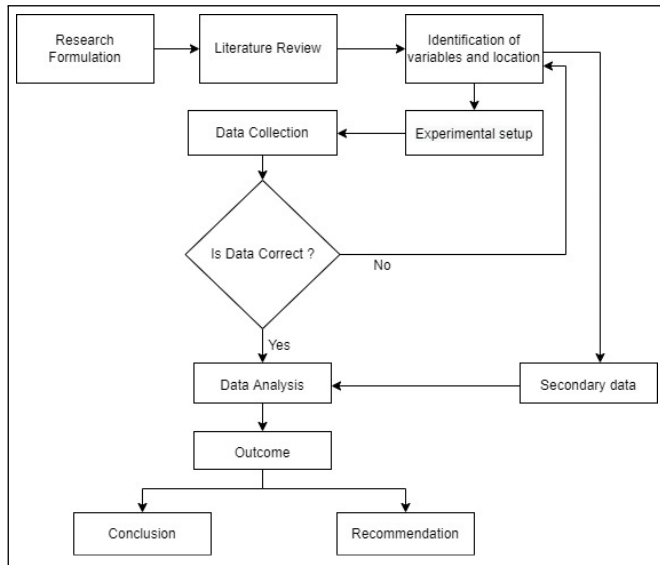 Research
Formulation
Literature Review
Identification of
variables and location
Data Collection
Experimental setup
Is Data Correct ?
No
Yes
Data Analysis
Secondary data
Outcome
Conclusion
Recommendation